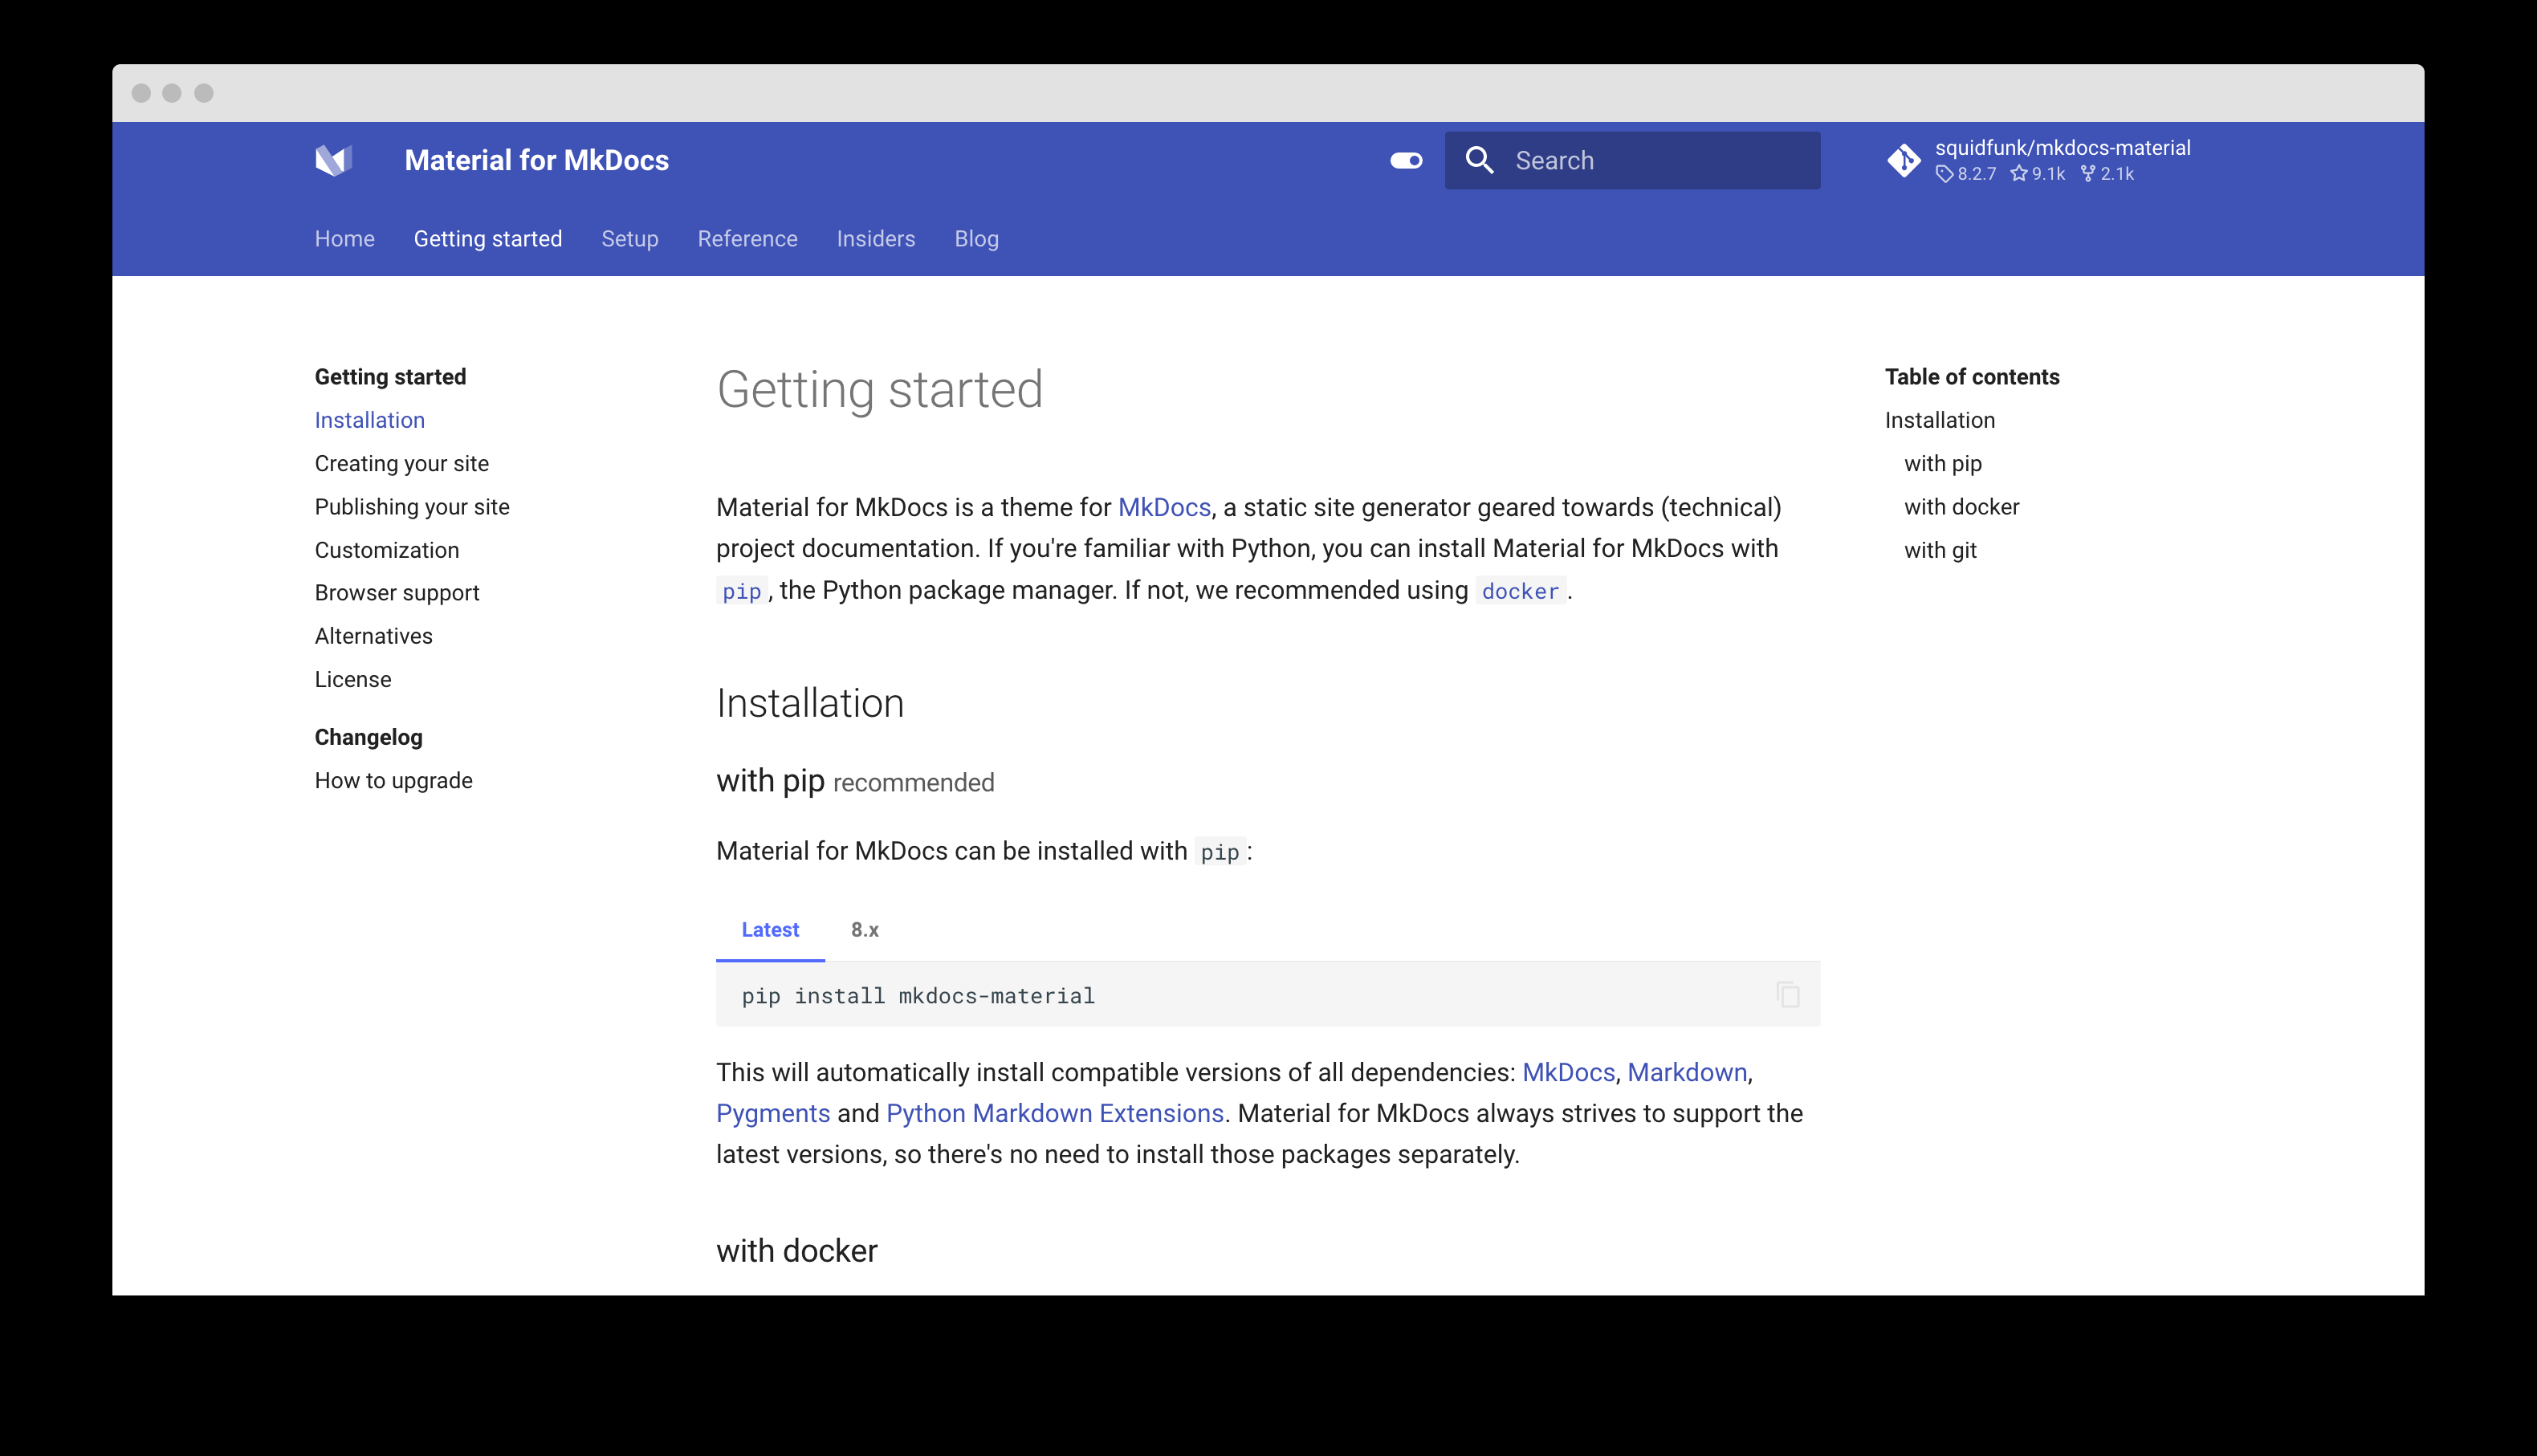 Material for MkDocs
Search
squidfunk/mkdocs-material
8.2.7 9.1k 2.1k
Home Getting started Setup Reference Insiders Blog
Getting started
Installation
Creating your site
Publishing your site
Customization
Browser support
Alternatives
License
Changelog
How to upgrade
Getting started
Material for MkDocs is a theme for MkDocs, a static site generator geared towards (technical)
project documentation. If you're familiar with Python, you can install Material for MkDocs with
pip, the Python package manager. If not, we recommended using docker.
Installation
with pip recommended
Material for MkDocs can be installed with pip:
Latest 8.x
pip install mkdocs-material
This will automatically install compatible versions of all dependencies: MkDocs, Markdown,
Pygments and Python Markdown Extensions. Material for MkDocs always strives to support the
latest versions, so there's no need to install those packages separately.
with docker
Table of contents
Installation
with pip
with docker
with git